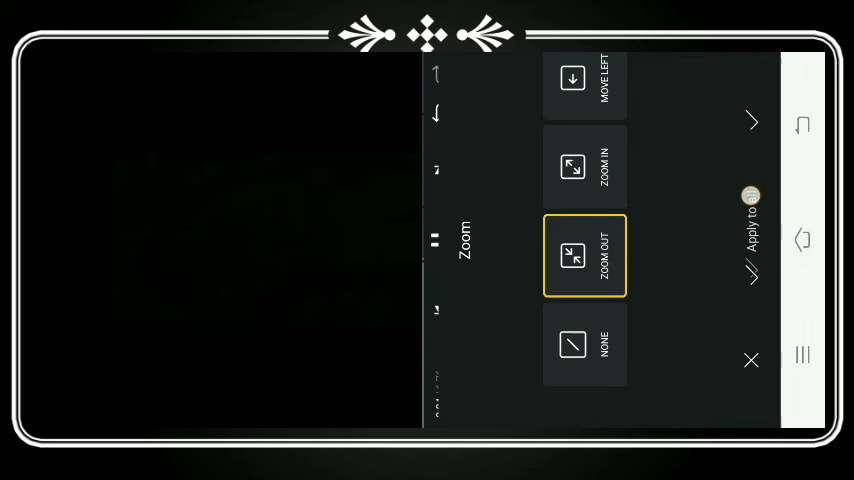 Zoom
NONE
ZOOM OUT
ZOOM IN
MOVE LEFT
Apply to all